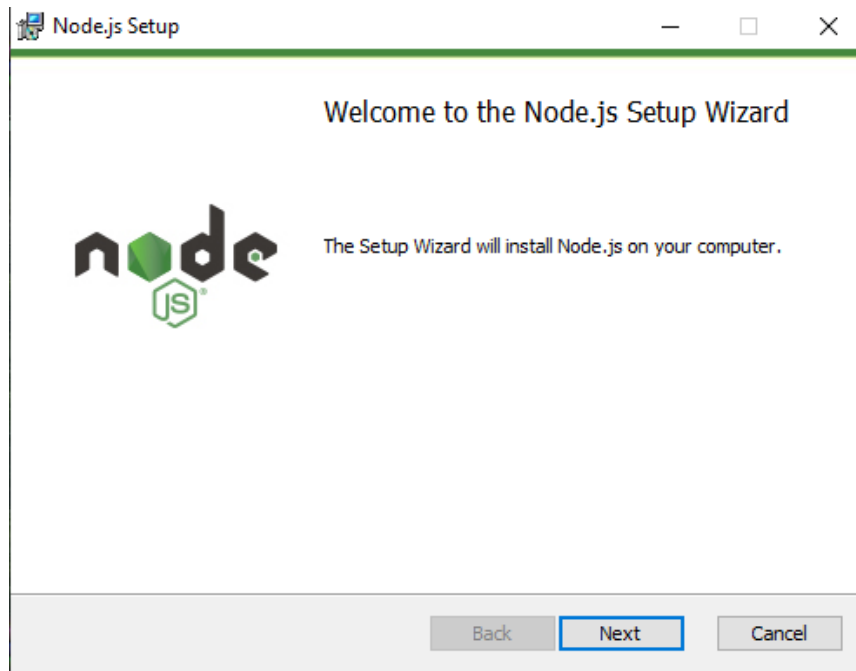 Node.js Setup
Welcome to the Node.js Setup Wizard
node
JS®
The Setup Wizard will install Node.js on your computer.
Back
Next
Cancel